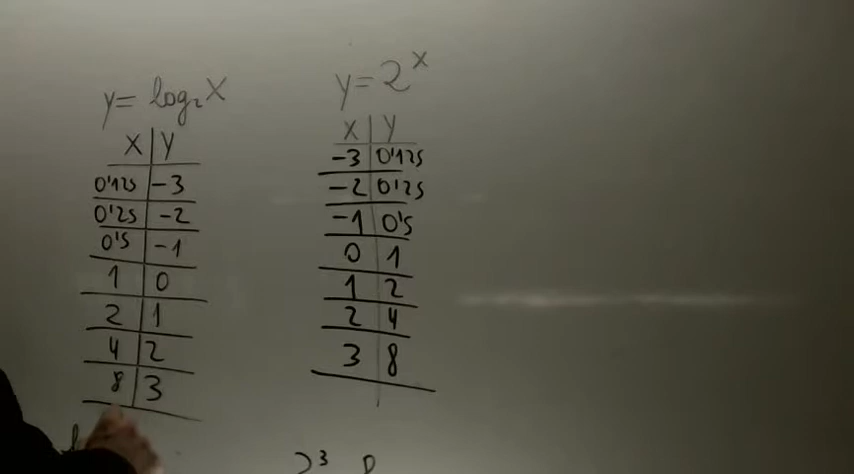 y = log₂ x
x | y
0'125 | -3
0'25 | -2
0'5 | -1
1 | 0
2 | 1
4 | 2
8 | 3
y = 2ˣ
x | y
-3 | 0'125
-2 | 0'25
-1 | 0'5
0 | 1
1 | 2
2 | 4
3 | 8